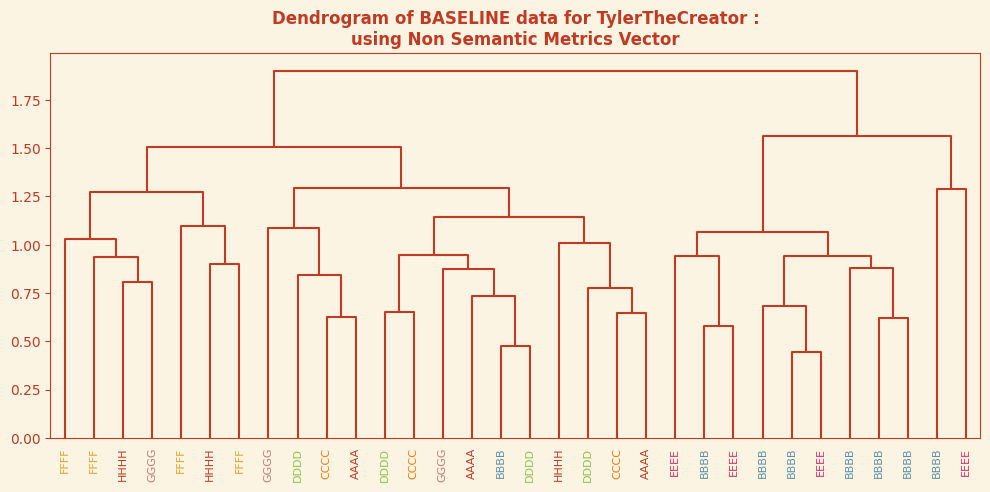 Dendrogram of BASELINE data for TylerTheCreator :
using Non Semantic Metrics Vector
1.75
1.50
1.25
1.00
0.75
0.50
0.25
0.00
FFFF FFFF HHHH GGGG FFFF HHHH FFFF GGGG DDDD CCCC AAAA DDDD CCCC GGGG AAAA BBBB DDDD HHHH DDDD CCCC AAAA EEEE BBBB EEEE BBBB BBBB EEEE BBBB BBBB BBBB BBBB EEEE